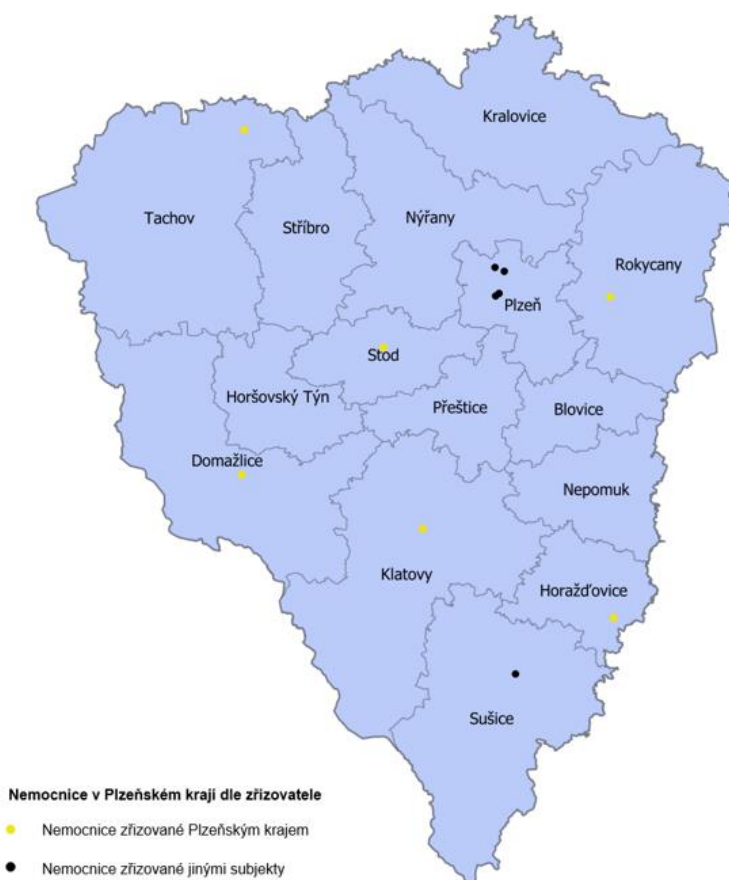 Kralovice
Tachov
Stříbro
Nýřany
Rokycany
Plzeň
Stod
Horšovský Týn
Přeštice
Blovice
Domažlice
Nepomuk
Klatovy
Horažďovice
Sušice
Nemocnice v Plzeňském kraji dle zřizovatele
Nemocnice zřizované Plzeňským krajem
Nemocnice zřizované jinými subjekty